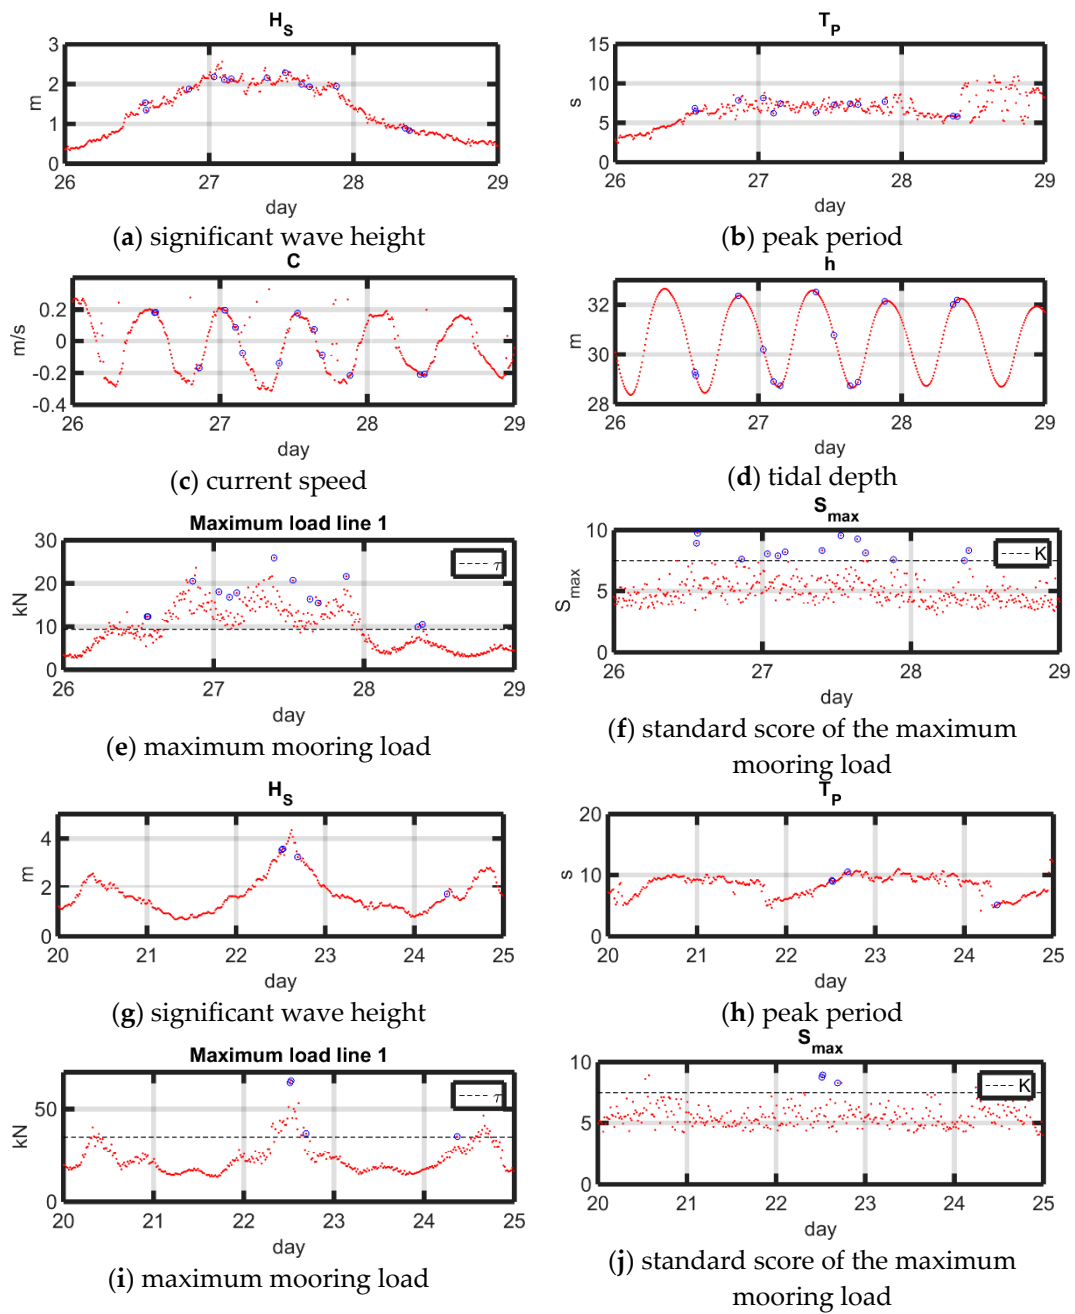 H_S
3
2
1
0
m
26 27 28 29
day
(a) significant wave height
T_P
15
10
5
0
s
26 27 28 29
day
(b) peak period
C
0.2
0
-0.2
-0.4
m/s
26 27 28 29
day
(c) current speed
h
32
30
28
m
26 27 28 29
day
(d) tidal depth
Maximum load line 1
30
20
10
0
kN
τ
26 27 28 29
day
(e) maximum mooring load
S_max
10
5
0
S_max
K
26 27 28 29
day
(f) standard score of the maximum
mooring load
H_S
4
2
0
m
20 21 22 23 24 25
day
(g) significant wave height
T_P
20
10
0
s
20 21 22 23 24 25
day
(h) peak period
Maximum load line 1
50
0
kN
τ
20 21 22 23 24 25
day
(i) maximum mooring load
S_max
10
5
0
K
20 21 22 23 24 25
day
(j) standard score of the maximum
mooring load